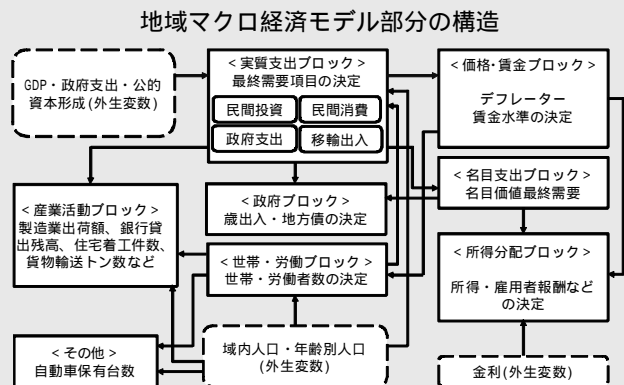 地域マクロ経済モデル部分の構造
GDP・政府支出・公的
資本形成(外生変数)
<実質支出ブロック>
最終需要項目の決定
民間投資
民間消費
政府支出
移輸出入
<価格・賃金ブロック>
デフレーター
賃金水準の決定
<産業活動ブロック>
製造業出荷額、銀行貸
出残高、住宅着工件数、
貨物輸送トン数など
<政府ブロック>
歳出入・地方債の決定
<名目支出ブロック>
名目価値最終需要
<世帯・労働ブロック>
世帯・労働者数の決定
<所得分配ブロック>
所得・雇用者報酬など
の決定
<その他>
自動車保有台数
域内人口・年齢別人口
(外生変数)
金利(外生変数)